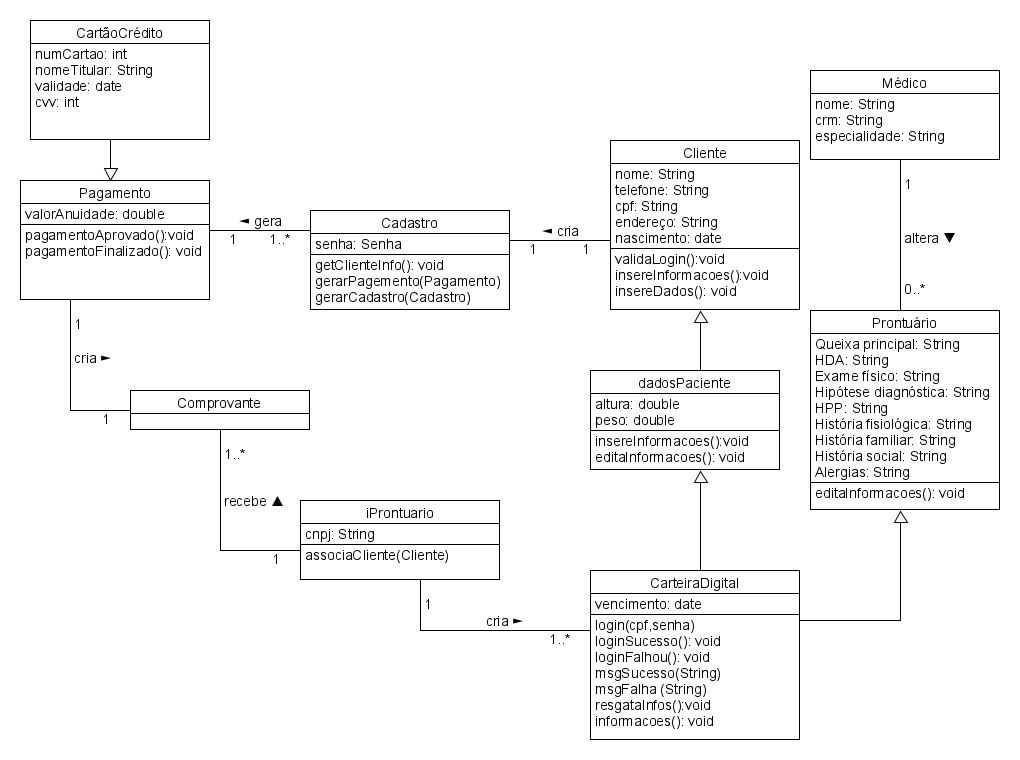 CartãoCrédito
numCartao: int
nomeTitular: String
validade: date
cvv: int
Médico
nome: String
crm: String
especialidade: String
Cliente
nome: String
telefone: String
cpf: String
endereço: String
nascimento: date
validaLogin():void
insereInformacoes():void
insereDados(): void
Pagamento
valorAnuidade: double
pagamentoAprovado():void
pagamentoFinalizado(): void
◄ gera
1
1..*
Cadastro
senha: Senha
getClienteInfo(): void
gerarPagemento(Pagamento)
gerarCadastro(Cadastro)
◄ cria
1
1
1
altera ▼
0..*
Prontuário
Queixa principal: String
HDA: String
Exame físico: String
Hipótese diagnóstica: String
HPP: String
História fisiológica: String
História familiar: String
História social: String
Alergias: String
editaInformacoes(): void
1
cria ►
1
Comprovante
dadosPaciente
altura: double
peso: double
insereInformacoes():void
editaInformacoes(): void
1..*
recebe ▲
1
iProntuario
cnpj: String
associaCliente(Cliente)
1
cria ►
1..*
CarteiraDigital
vencimento: date
login(cpf,senha)
loginSucesso(): void
loginFalhou(): void
msgSucesso(String)
msgFalha (String)
resgataInfos():void
informacoes(): void